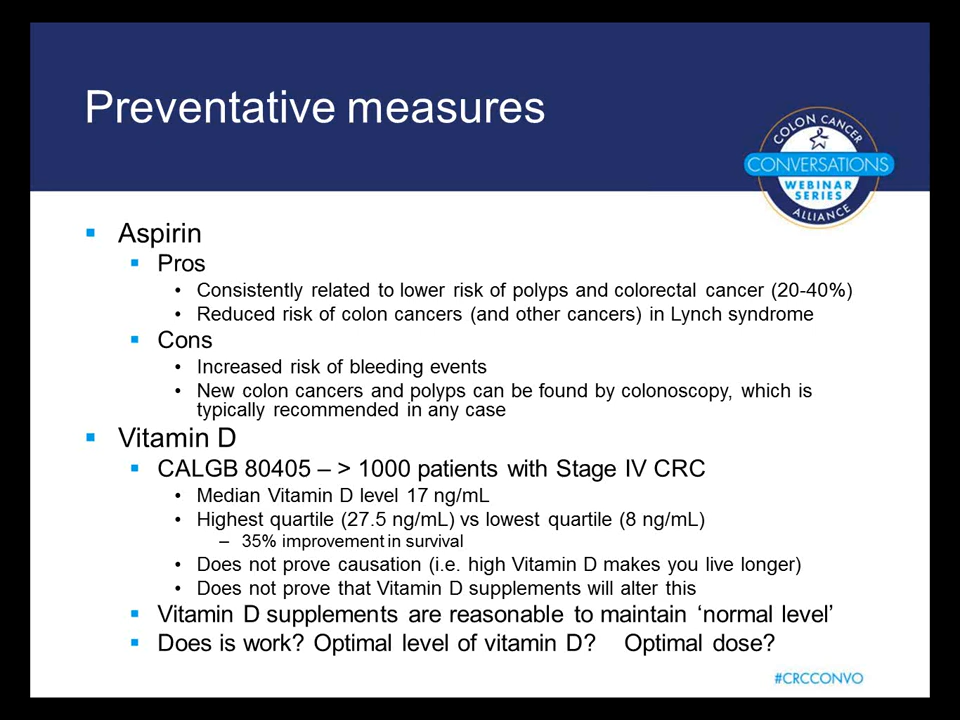 Preventative measures
COLON CANCER
CONVERSATIONS
WEBINAR
SERIES
ALLIANCE
Aspirin
Pros
Consistently related to lower risk of polyps and colorectal cancer (20-40%)
Reduced risk of colon cancers (and other cancers) in Lynch syndrome
Cons
Increased risk of bleeding events
New colon cancers and polyps can be found by colonoscopy, which is
typically recommended in any case
Vitamin D
CALGB 80405 – > 1000 patients with Stage IV CRC
Median Vitamin D level 17 ng/mL
Highest quartile (27.5 ng/mL) vs lowest quartile (8 ng/mL)
– 35% improvement in survival
Does not prove causation (i.e. high Vitamin D makes you live longer)
Does not prove that Vitamin D supplements will alter this
Vitamin D supplements are reasonable to maintain ‘normal level’
Does is work? Optimal level of vitamin D? Optimal dose?
#CRCCONVO